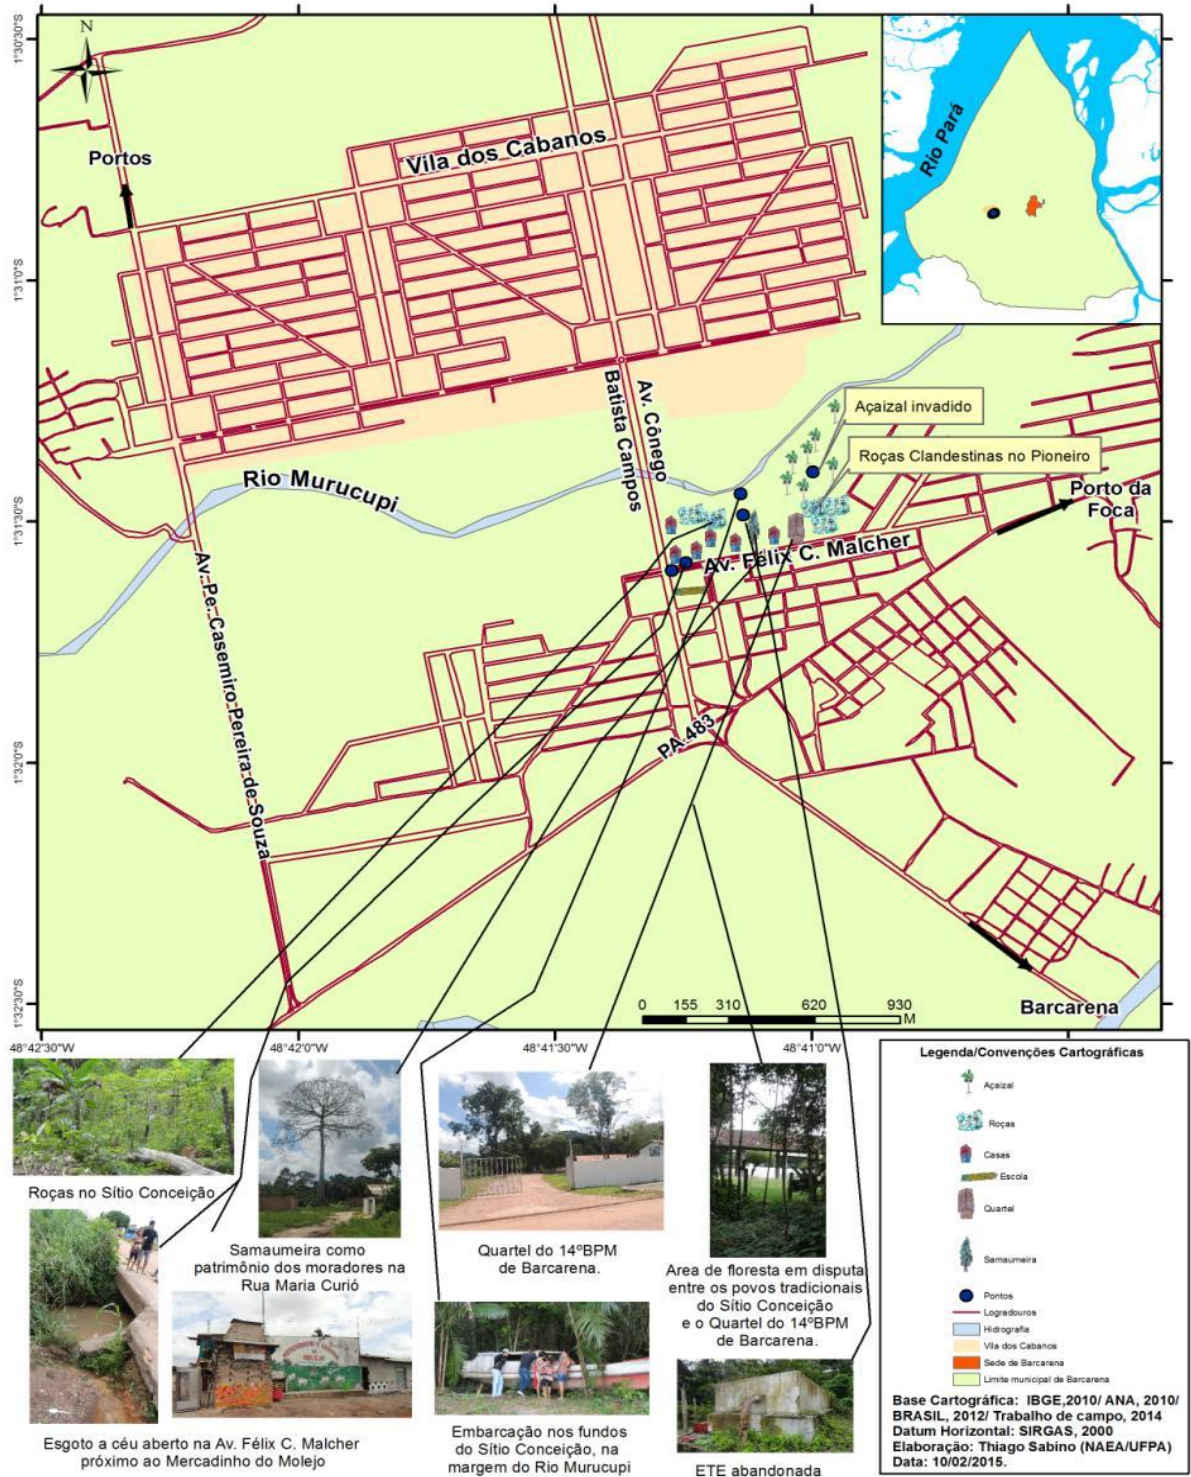 N
1°30'30"S
1°31'0"S
1°31'30"S
1°32'0"S
1°32'30"S
Portos
Vila dos Cabanos
Rio Pará
Av. Cônego
Batista Campos
Açaizal invadido
Roças Clandestinas no Pioneiro
Rio Murucupi
Porto da
Foca
Av. Félix C. Malcher
Av. Pe. Casemiro Pereira de Souza
PA 483
Barcarena
0 155 310 620 930
M
48°42'30"W 48°42'0"W 48°41'30"W 48°41'0"W
Roças no Sítio Conceição
Samaumeira como
patrimônio dos moradores na
Rua Maria Curió
Quartel do 14ºBPM
de Barcarena.
Area de floresta em disputa
entre os povos tradicionais
do Sítio Conceição
e o Quartel do 14ºBPM
de Barcarena.
Esgoto a céu aberto na Av. Félix C. Malcher
próximo ao Mercadinho do Molejo
Embarcação nos fundos
do Sítio Conceição, na
margem do Rio Murucupi
ETE abandonada
Legenda/Convenções Cartográficas
Açaizal
Roças
Casas
Escola
Quartel
Samaumeira
Pontos
Logradouros
Hidrografia
Vila dos Cabanos
Sede de Barcarena
Limite municipal de Barcarena
Base Cartográfica: IBGE,2010/ ANA, 2010/
BRASIL, 2012/ Trabalho de campo, 2014
Datum Horizontal: SIRGAS, 2000
Elaboração: Thiago Sabino (NAEA/UFPA)
Data: 10/02/2015.